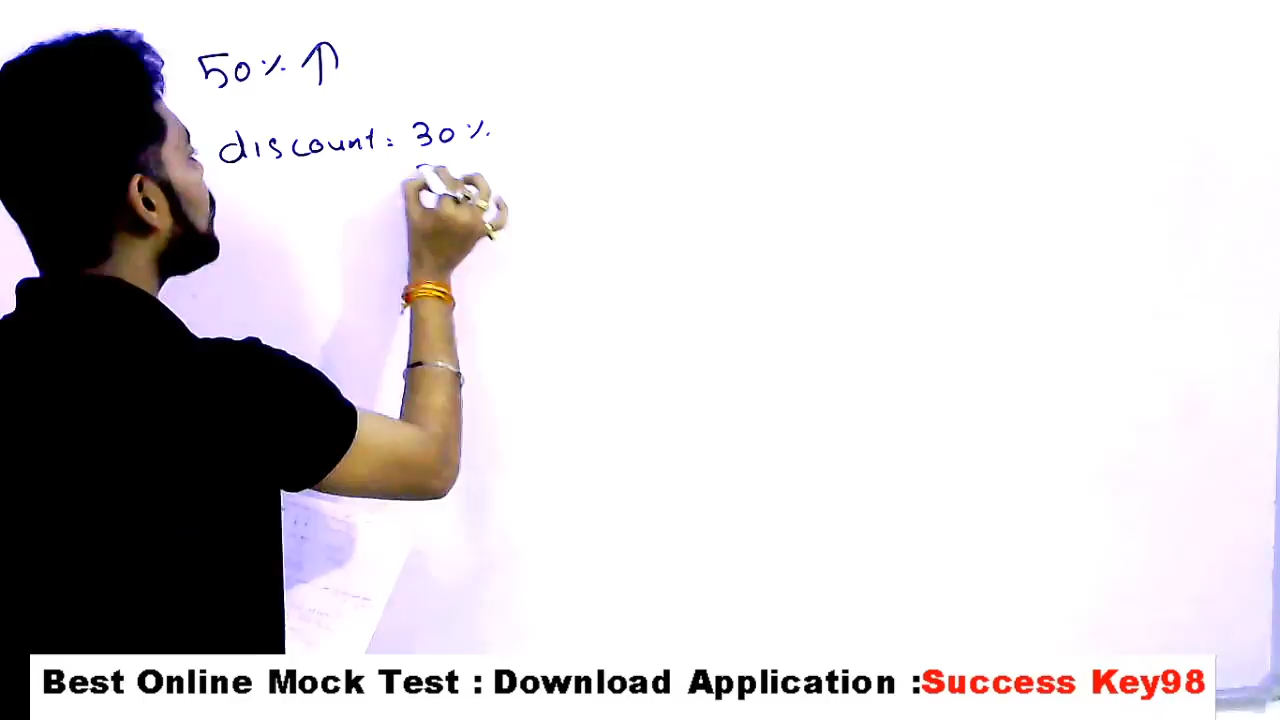 50% ↑
discount: 30%
Best Online Mock Test : Download Application :Success Key98